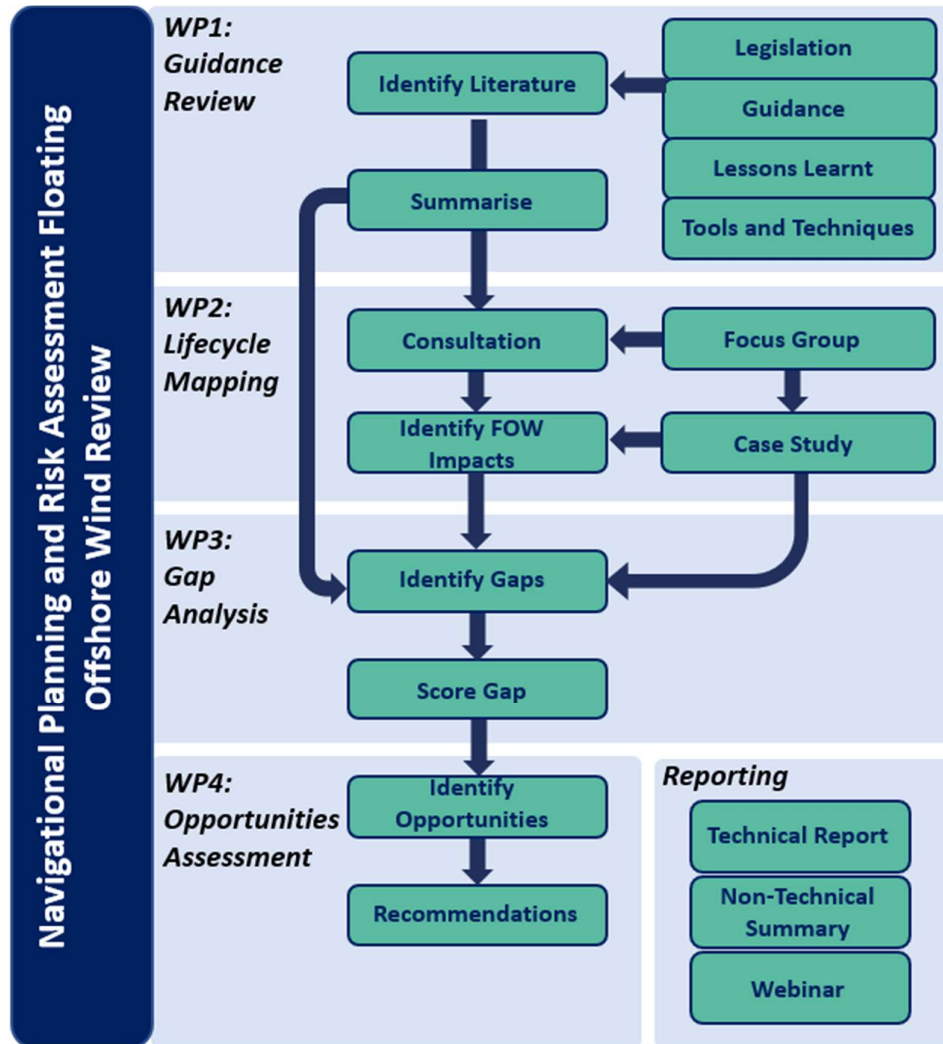 Navigational Planning and Risk Assessment Floating
Offshore Wind Review
WP1:
Guidance
Review
Identify Literature
Summarise
Legislation
Guidance
Lessons Learnt
Tools and Techniques
WP2:
Lifecycle
Mapping
Consultation
Focus Group
Identify FOW
Impacts
Case Study
WP3:
Gap
Analysis
Identify Gaps
Score Gap
WP4:
Opportunities
Assessment
Identify
Opportunities
Recommendations
Reporting
Technical Report
Non-Technical
Summary
Webinar